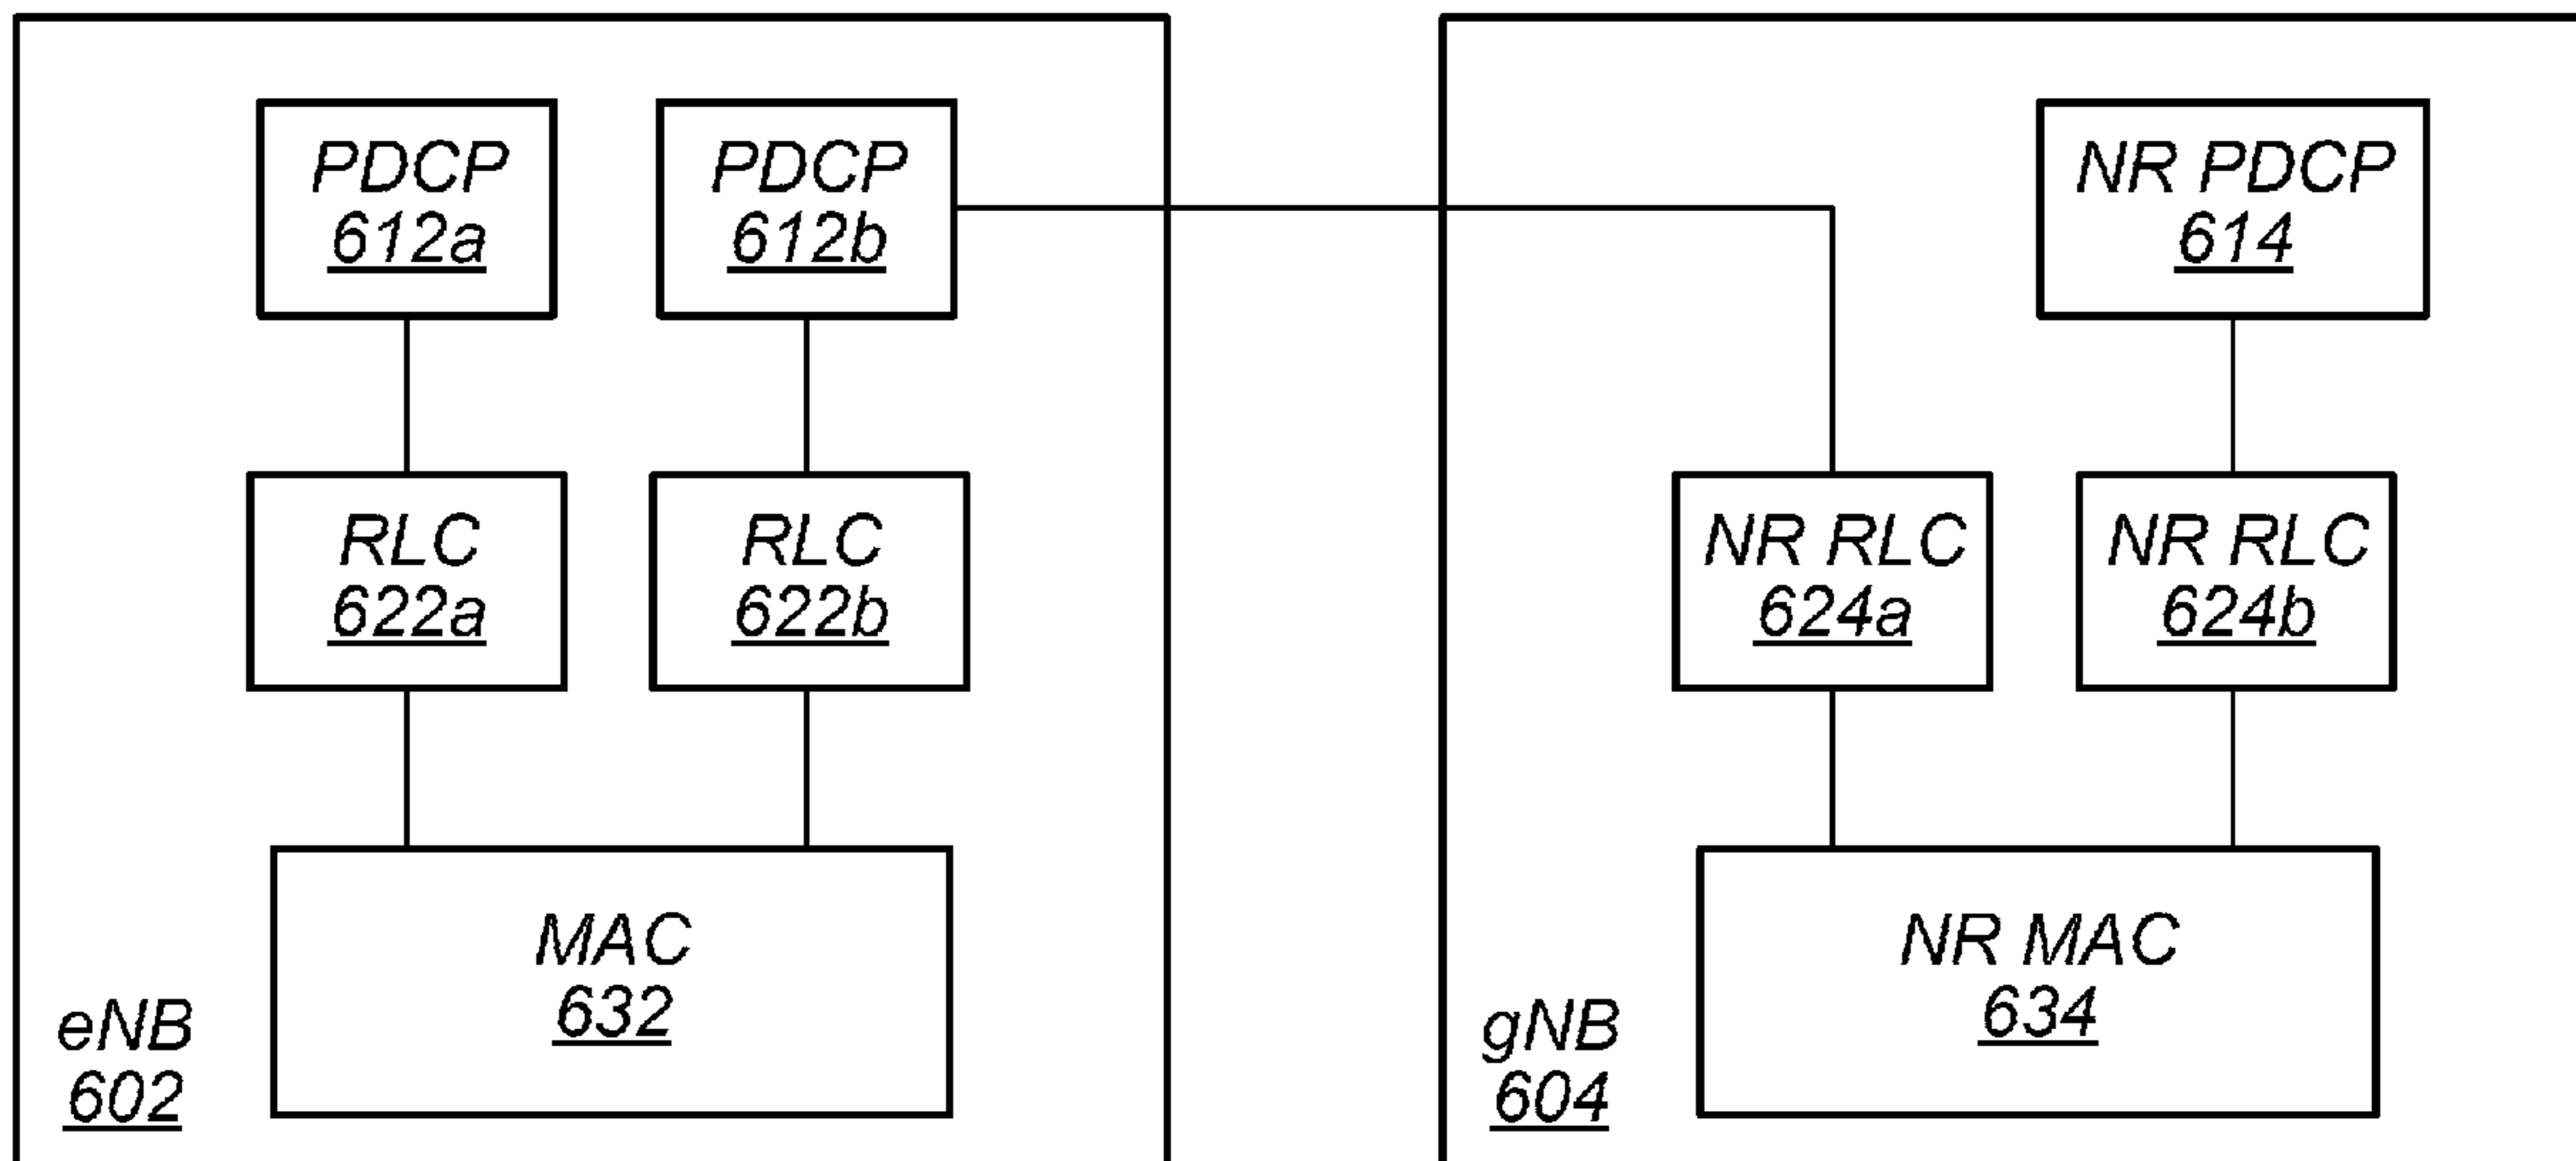 PDCP
612a
PDCP
612b
NR PDCP
614
RLC
622a
RLC
622b
NR RLC
624a
NR RLC
624b
MAC
632
NR MAC
634
eNB
602
gNB
604